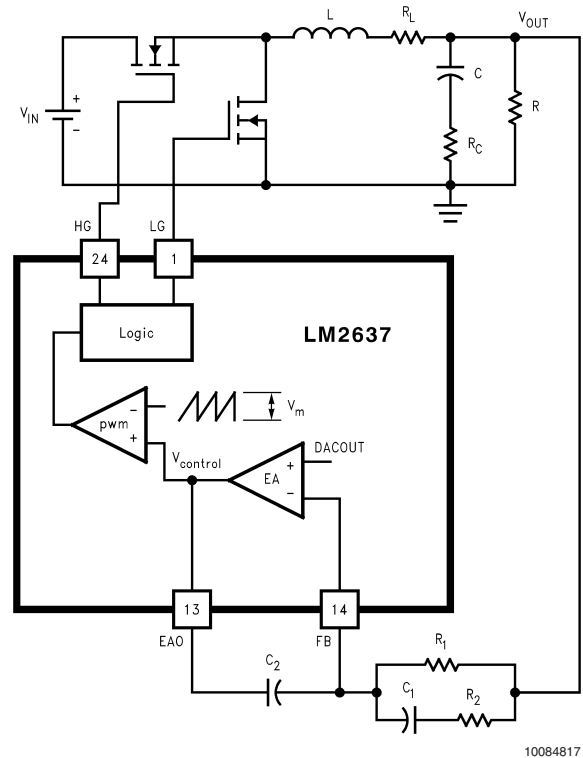 L
R_L
V_OUT
V_IN
+
-
C
R
R_C
HG
LG
24
1
Logic
LM2637
pwm
-
+
V_m
V_control
DACOUT
EA
+
-
13
14
EAO
FB
C_2
R_1
C_1
R_2
10084817